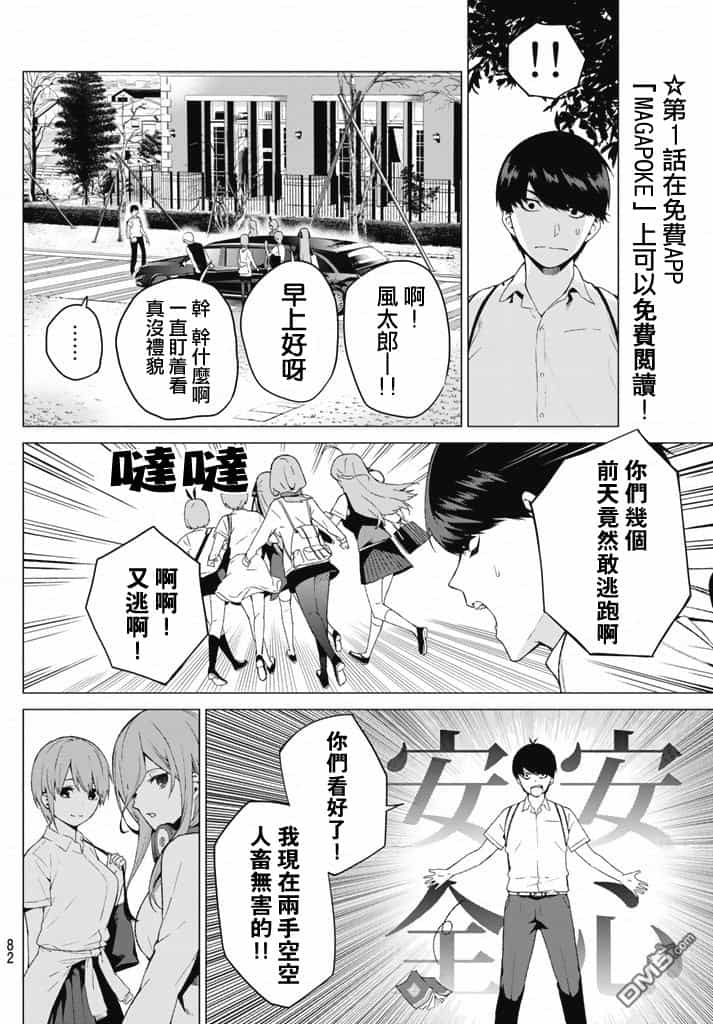 ☆第1話在免費APP
「MAGAPOKE」上可以免費閱讀！
!!
啊！
風太郎—!!
早上好呀
幹 幹什麼啊
一直盯着看
真沒禮貌
……
你們幾個
前天竟然敢逃跑啊
噠噠
啊啊！
又逃啊！
安心
安全
你們看好了！
我現在兩手空空
人畜無害的!!
82